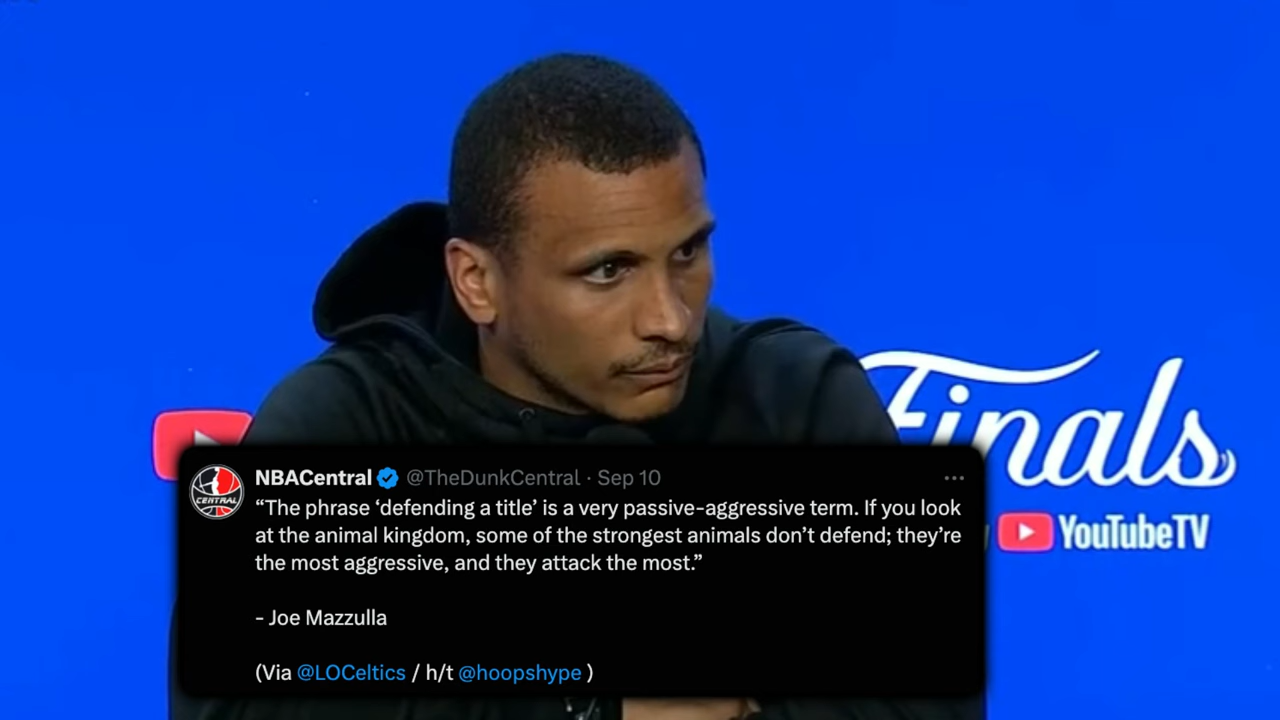 Finals
YouTubeTV
CENTRAL
NBACentral @TheDunkCentral · Sep 10
“The phrase ‘defending a title’ is a very passive-aggressive term. If you look
at the animal kingdom, some of the strongest animals don’t defend; they’re
the most aggressive, and they attack the most.”
- Joe Mazzulla
(Via @LOCeltics / h/t @hoopshype )